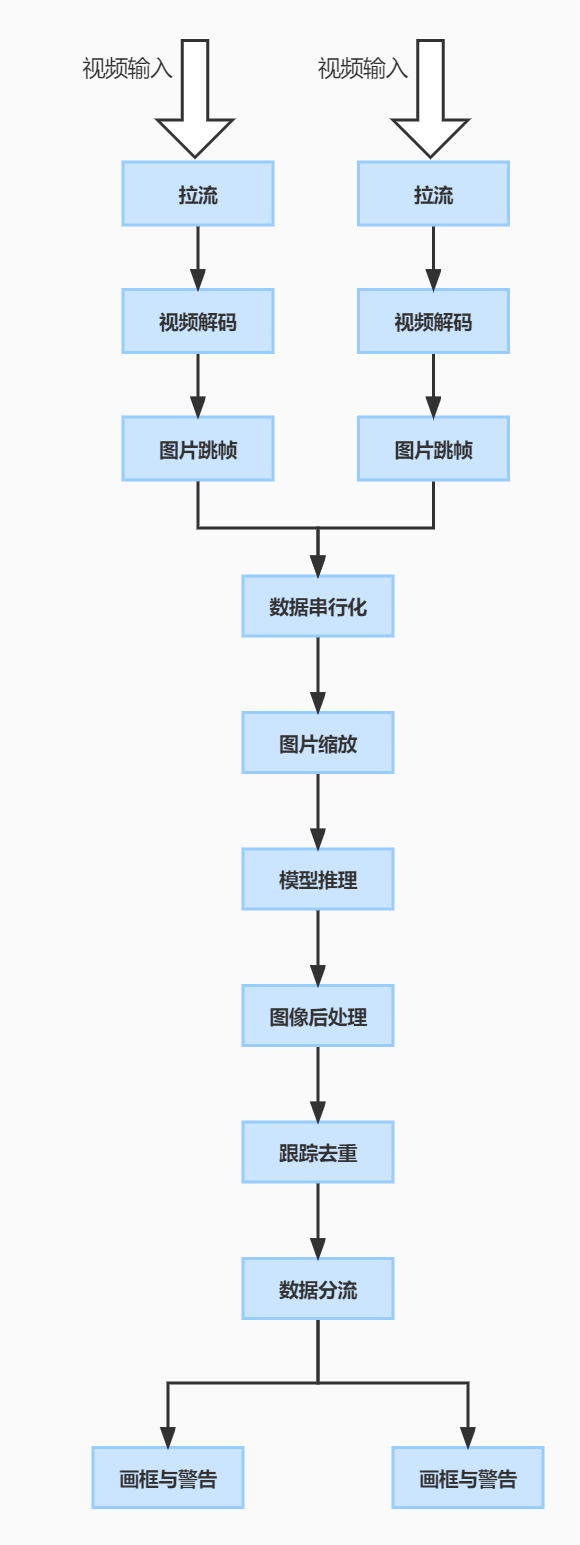 视频输入
视频输入
拉流
拉流
视频解码
视频解码
图片跳帧
图片跳帧
数据串行化
图片缩放
模型推理
图像后处理
跟踪去重
数据分流
画框与警告
画框与警告